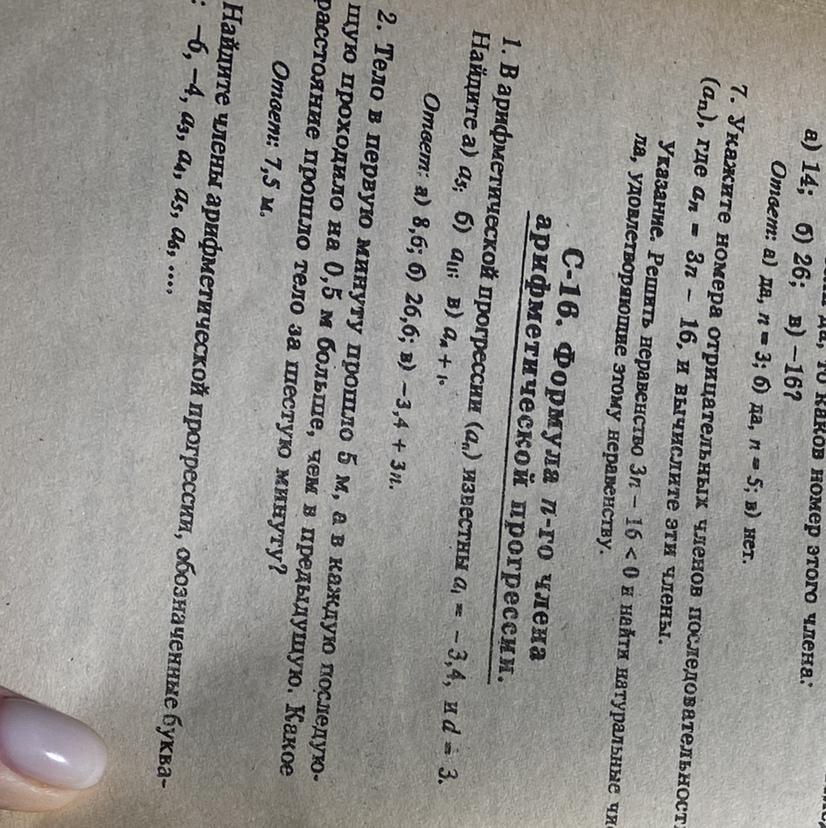 каков номер этого члена:
а) 14; б) 26; в) −16?
Ответ: а) да, n = 3; б) да, n = 5; в) нет.
7. Укажите номера отрицательных членов последовательност
(aₙ), где aₙ = 3n − 16, и вычислите эти члены.
Указание. Решить неравенство 3n − 16 < 0 и найти натуральные чи
ла, удовлетворяющие этому неравенству.
С-16. Формула n-го члена
арифметической прогрессии.
1. В арифметической прогрессии (aₙ) известны a₁ = −3,4, и d = 3.
Найдите а) a₅; б) a₁₁; в) aₙ₊₁.
Ответ: а) 8,6; б) 26,6; в) −3,4 + 3n.
2. Тело в первую минуту прошло 5 м, а в каждую последую-
щую проходило на 0,5 м больше, чем в предыдущую. Какое
расстояние прошло тело за шестую минуту?
Ответ: 7,5 м.
Найдите члены арифметической прогрессии, обозначенные буква-
: −6, −4, a₃, a₄, a₅, a₆, ...,